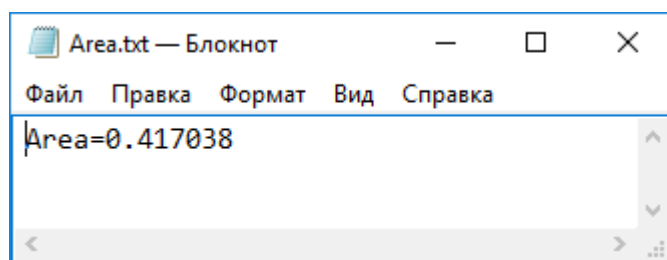 Area.txt — Блокнот
Файл Правка Формат Вид Справка
Area=0.417038